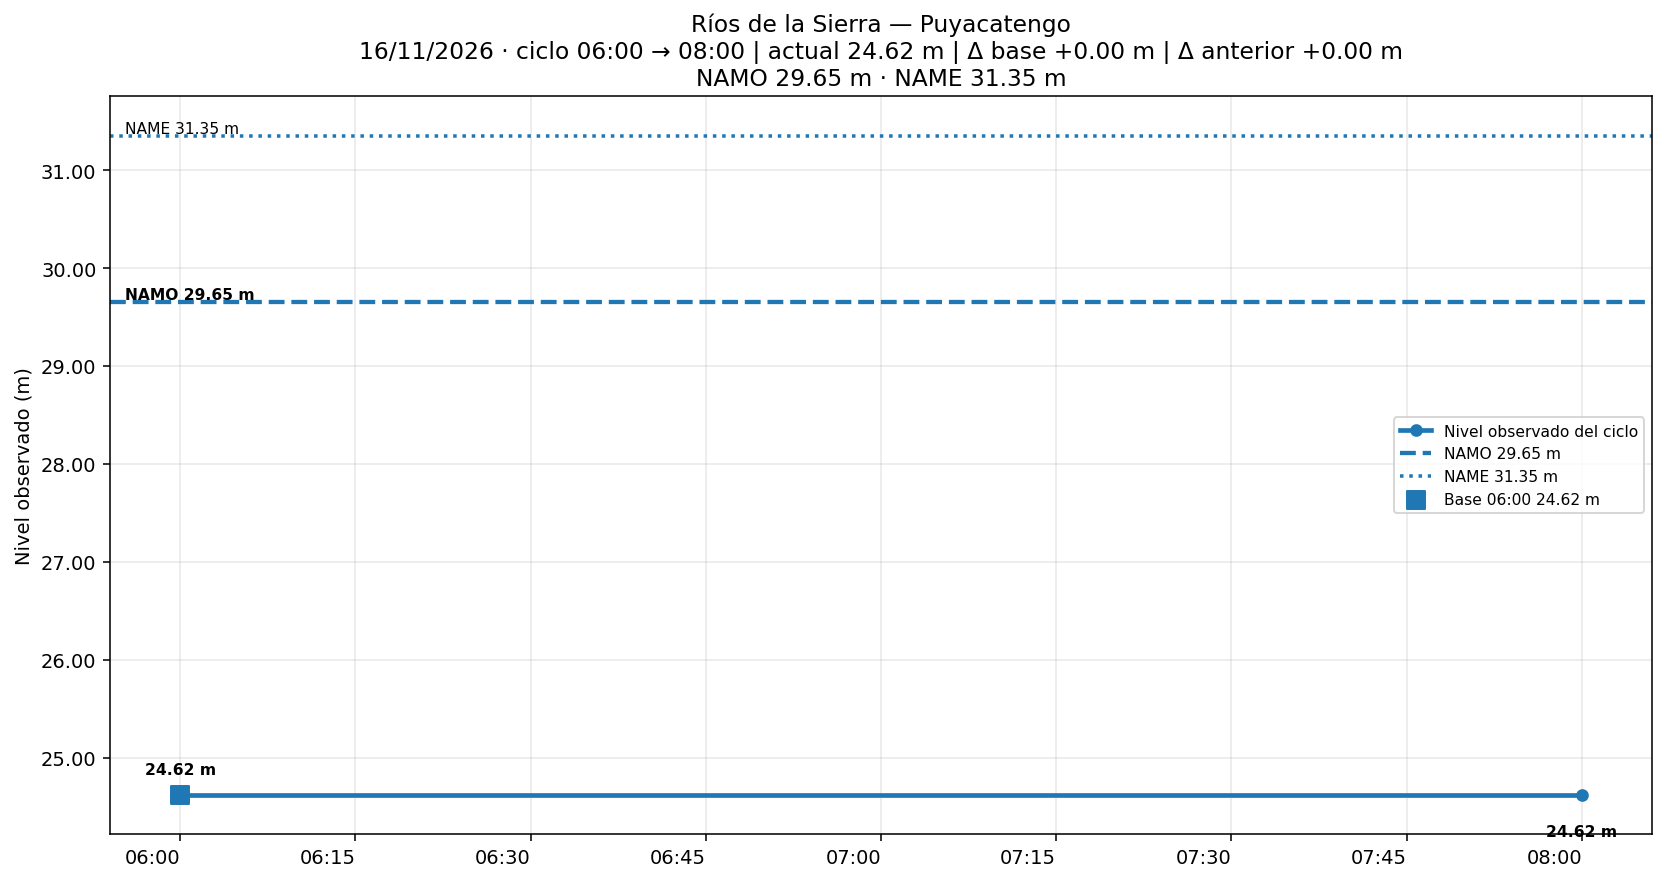 Ríos de la Sierra — Puyacatengo
16/11/2026 · ciclo 06:00 → 08:00 | actual 24.62 m | Δ base +0.00 m | Δ anterior +0.00 m
NAMO 29.65 m · NAME 31.35 m
NAME 31.35 m
31.00
30.00
NAMO 29.65 m
29.00
28.00
27.00
26.00
25.00
Nivel observado (m)
Nivel observado del ciclo
NAMO 29.65 m
NAME 31.35 m
Base 06:00 24.62 m
24.62 m
24.62 m
06:00 06:15 06:30 06:45 07:00 07:15 07:30 07:45 08:00